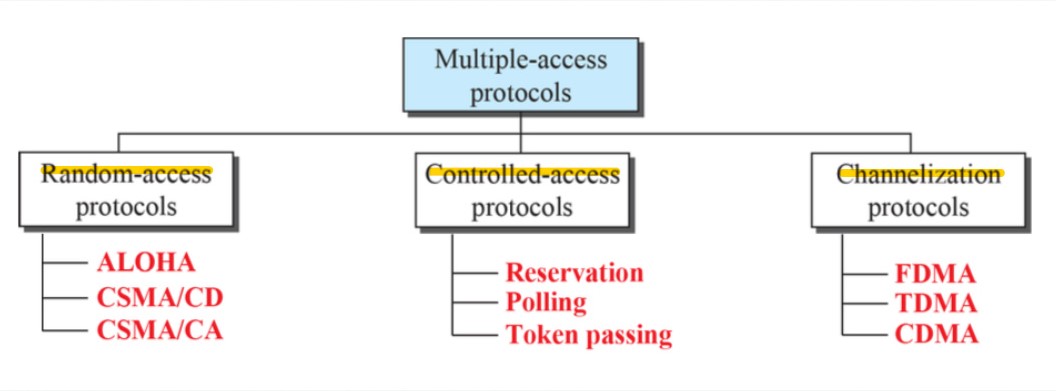 Multiple-access
protocols
Random-access
protocols
ALOHA
CSMA/CD
CSMA/CA
Controlled-access
protocols
Reservation
Polling
Token passing
Channelization
protocols
FDMA
TDMA
CDMA